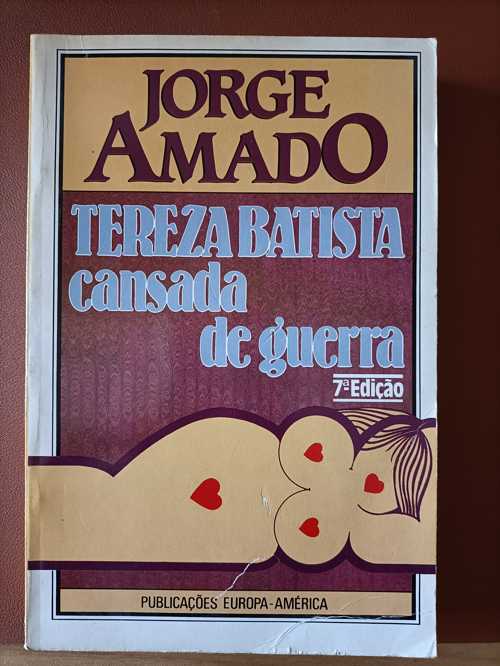 JORGE
AMADO
TEREZA BATISTA
cansada
de guerra
7ª Edição
PUBLICAÇÕES EUROPA-AMÉRICA